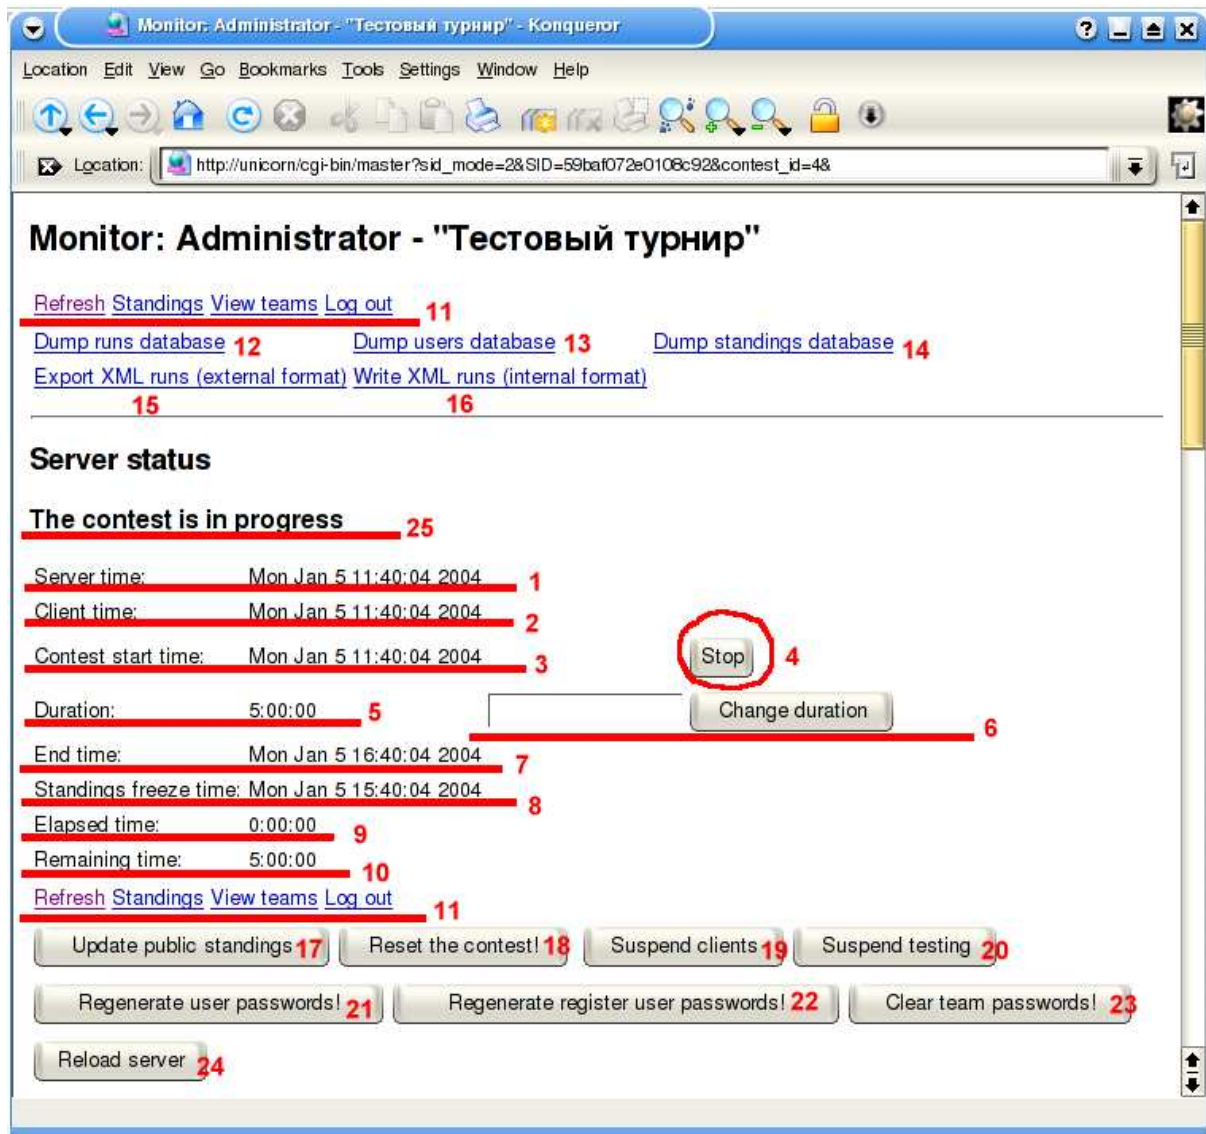 Monitor: Administrator - "Тестовый турнир" - Konqueror
Location Edit View Go Bookmarks Tools Settings Window Help
Location: http://unicorn/cgi-bin/master?sid_mode=2&SID=59baf072e0108c92&contest_id=4&
Monitor: Administrator - "Тестовый турнир"
Refresh Standings View teams Log out 11
Dump runs database 12 Dump users database 13 Dump standings database 14
Export XML runs (external format) Write XML runs (internal format)
15 16
Server status
The contest is in progress 25
Server time: Mon Jan 5 11:40:04 2004 1
Client time: Mon Jan 5 11:40:04 2004 2
Contest start time: Mon Jan 5 11:40:04 2004 3 Stop 4
Duration: 5:00:00 5 Change duration 6
End time: Mon Jan 5 16:40:04 2004 7
Standings freeze time: Mon Jan 5 15:40:04 2004 8
Elapsed time: 0:00:00 9
Remaining time: 5:00:00 10
Refresh Standings View teams Log out 11
Update public standings 17 Reset the contest! 18 Suspend clients 19 Suspend testing 20
Regenerate user passwords! 21 Regenerate register user passwords! 22 Clear team passwords! 23
Reload server 24